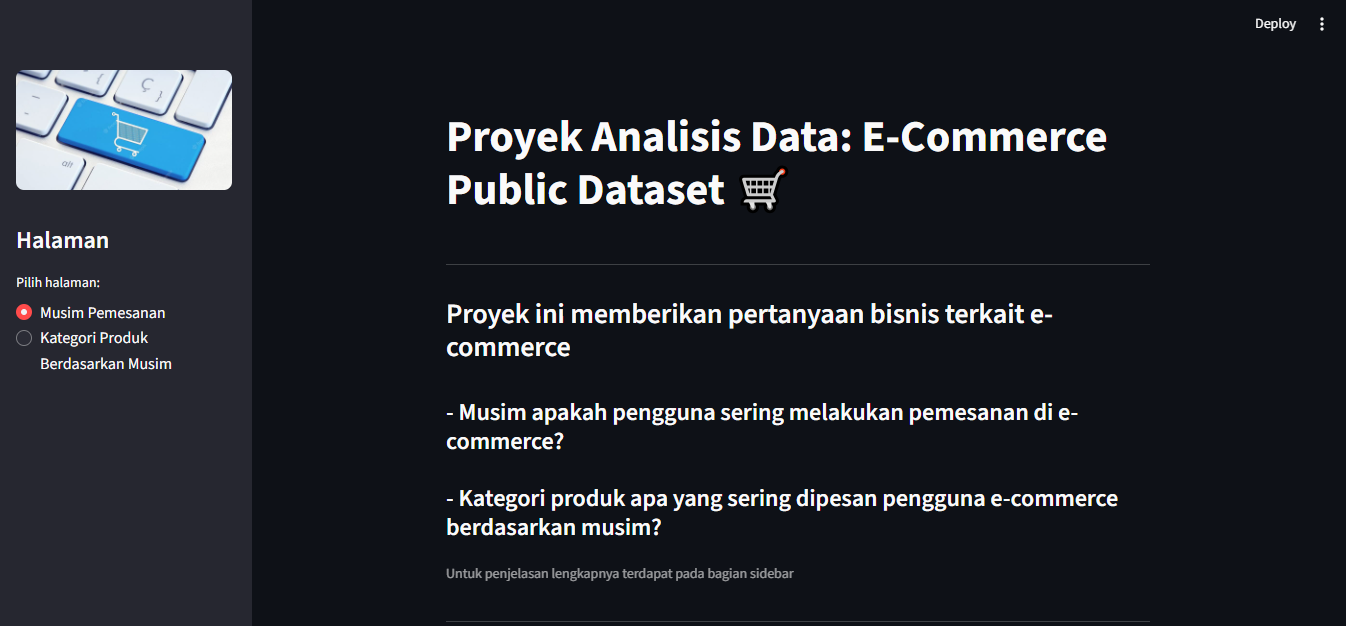 Deploy
Ç
alt
Halaman
Pilih halaman:
Musim Pemesanan
Kategori Produk
Berdasarkan Musim
Proyek Analisis Data: E-Commerce
Public Dataset 🛒
Proyek ini memberikan pertanyaan bisnis terkait e-
commerce
- Musim apakah pengguna sering melakukan pemesanan di e-
commerce?
- Kategori produk apa yang sering dipesan pengguna e-commerce
berdasarkan musim?
Untuk penjelasan lengkapnya terdapat pada bagian sidebar